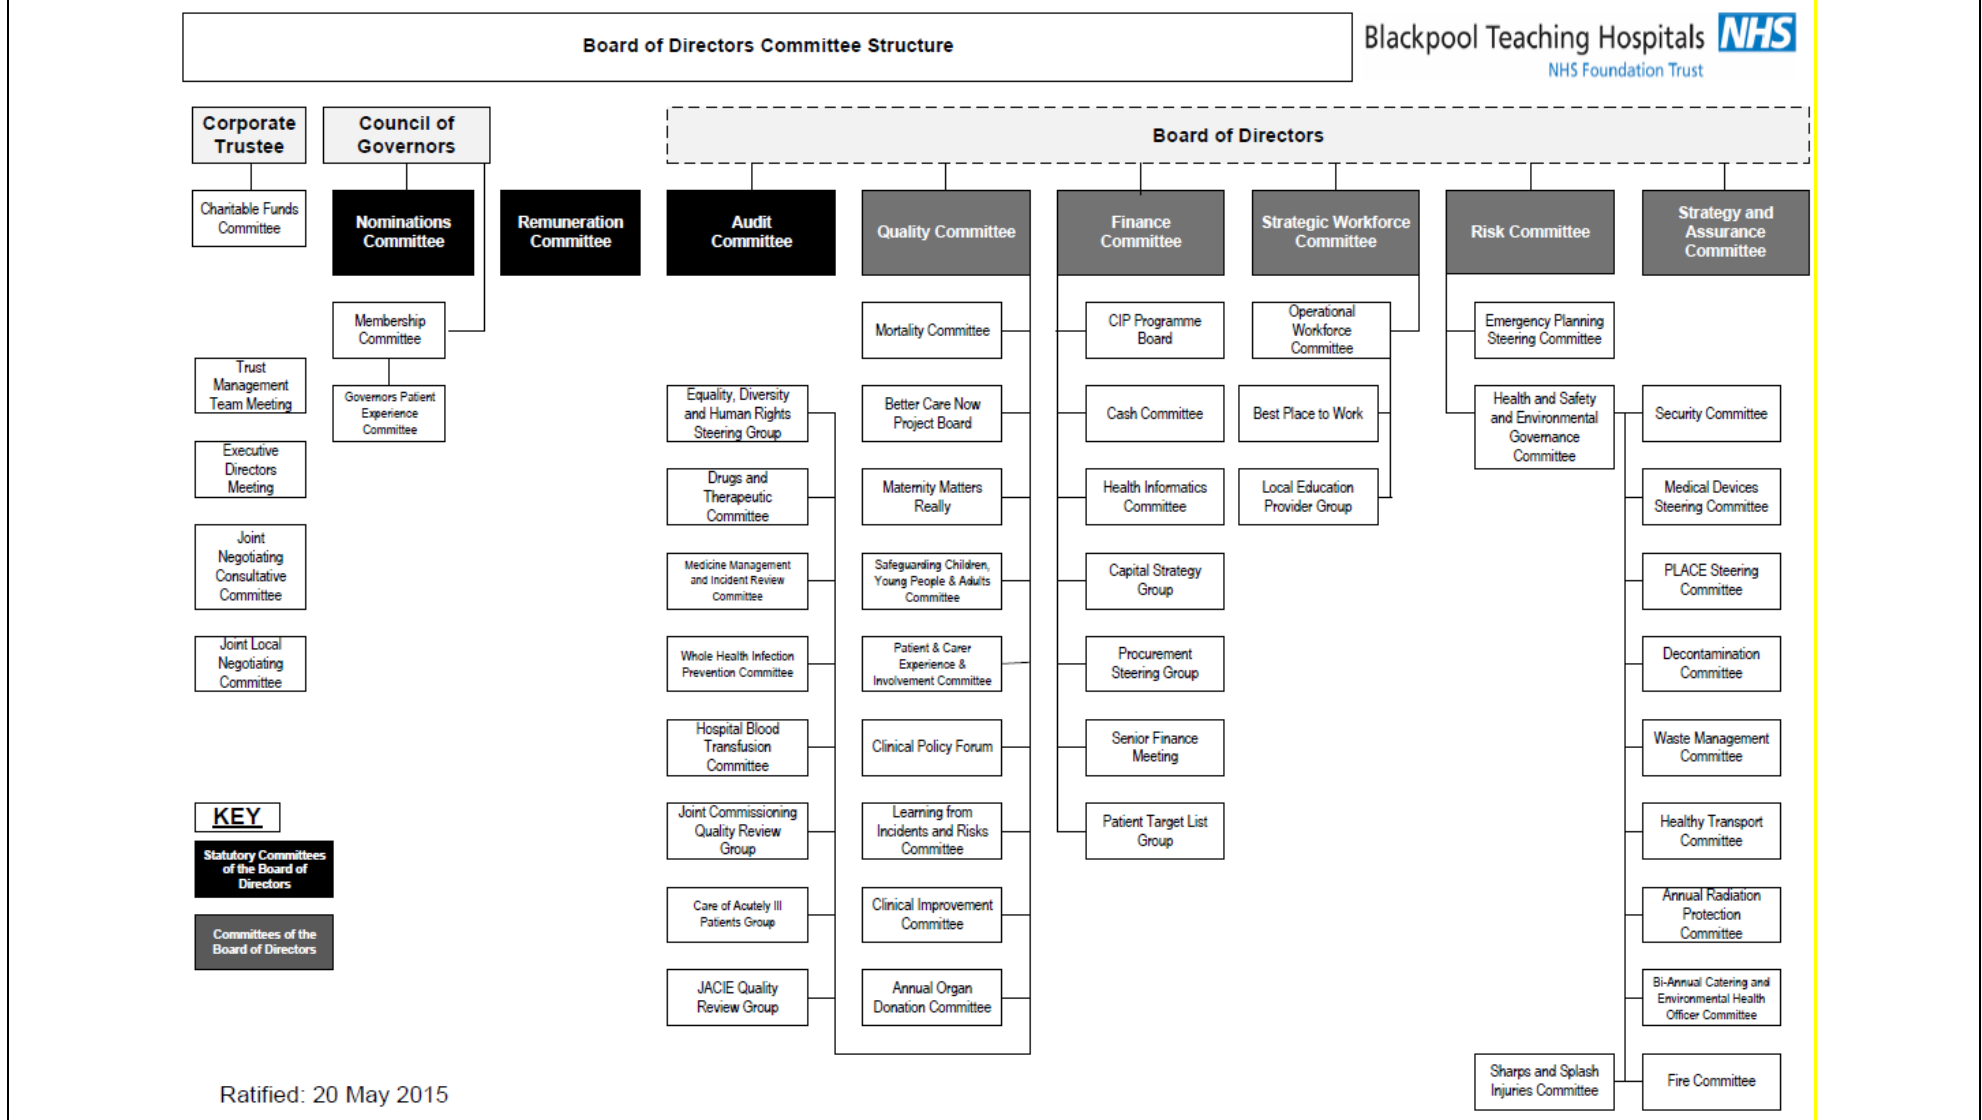 Board of Directors Committee Structure
Blackpool Teaching Hospitals NHS
NHS Foundation Trust
Corporate
Trustee
Council of
Governors
Board of Directors
Charitable Funds
Committee
Nominations
Committee
Remuneration
Committee
Audit
Committee
Quality Committee
Finance
Committee
Strategic Workforce
Committee
Risk Committee
Strategy and
Assurance
Committee
Membership
Committee
Mortality Committee
CIP Programme
Board
Operational
Workforce
Committee
Emergency Planning
Steering Committee
Trust
Management
Team Meeting
Governors Patient
Experience
Committee
Equality, Diversity
and Human Rights
Steering Group
Better Care Now
Project Board
Cash Committee
Best Place to Work
Health and Safety
and Environmental
Governance
Committee
Security Committee
Executive
Directors
Meeting
Drugs and
Therapeutic
Committee
Maternity Matters
Really
Health Informatics
Committee
Local Education
Provider Group
Medical Devices
Steering Committee
Joint
Negotiating
Consultative
Committee
Medicine Management
and Incident Review
Committee
Safeguarding Children,
Young People & Adults
Committee
Capital Strategy
Group
PLACE Steering
Committee
Joint Local
Negotiating
Committee
Whole Health Infection
Prevention Committee
Patient & Carer
Experience &
Involvement Committee
Procurement
Steering Group
Decontamination
Committee
Hospital Blood
Transfusion
Committee
Clinical Policy Forum
Senior Finance
Meeting
Waste Management
Committee
KEY
Statutory Committees
of the Board of
Directors
Committees of the
Board of Directors
Joint Commissioning
Quality Review
Group
Learning from
Incidents and Risks
Committee
Patient Target List
Group
Healthy Transport
Committee
Care of Acutely Ill
Patients Group
Clinical Improvement
Committee
Annual Radiation
Protection
Committee
JACIE Quality
Review Group
Annual Organ
Donation Committee
Bi-Annual Catering and
Environmental Health
Officer Committee
Sharps and Splash
Injuries Committee
Fire Committee
Ratified: 20 May 2015